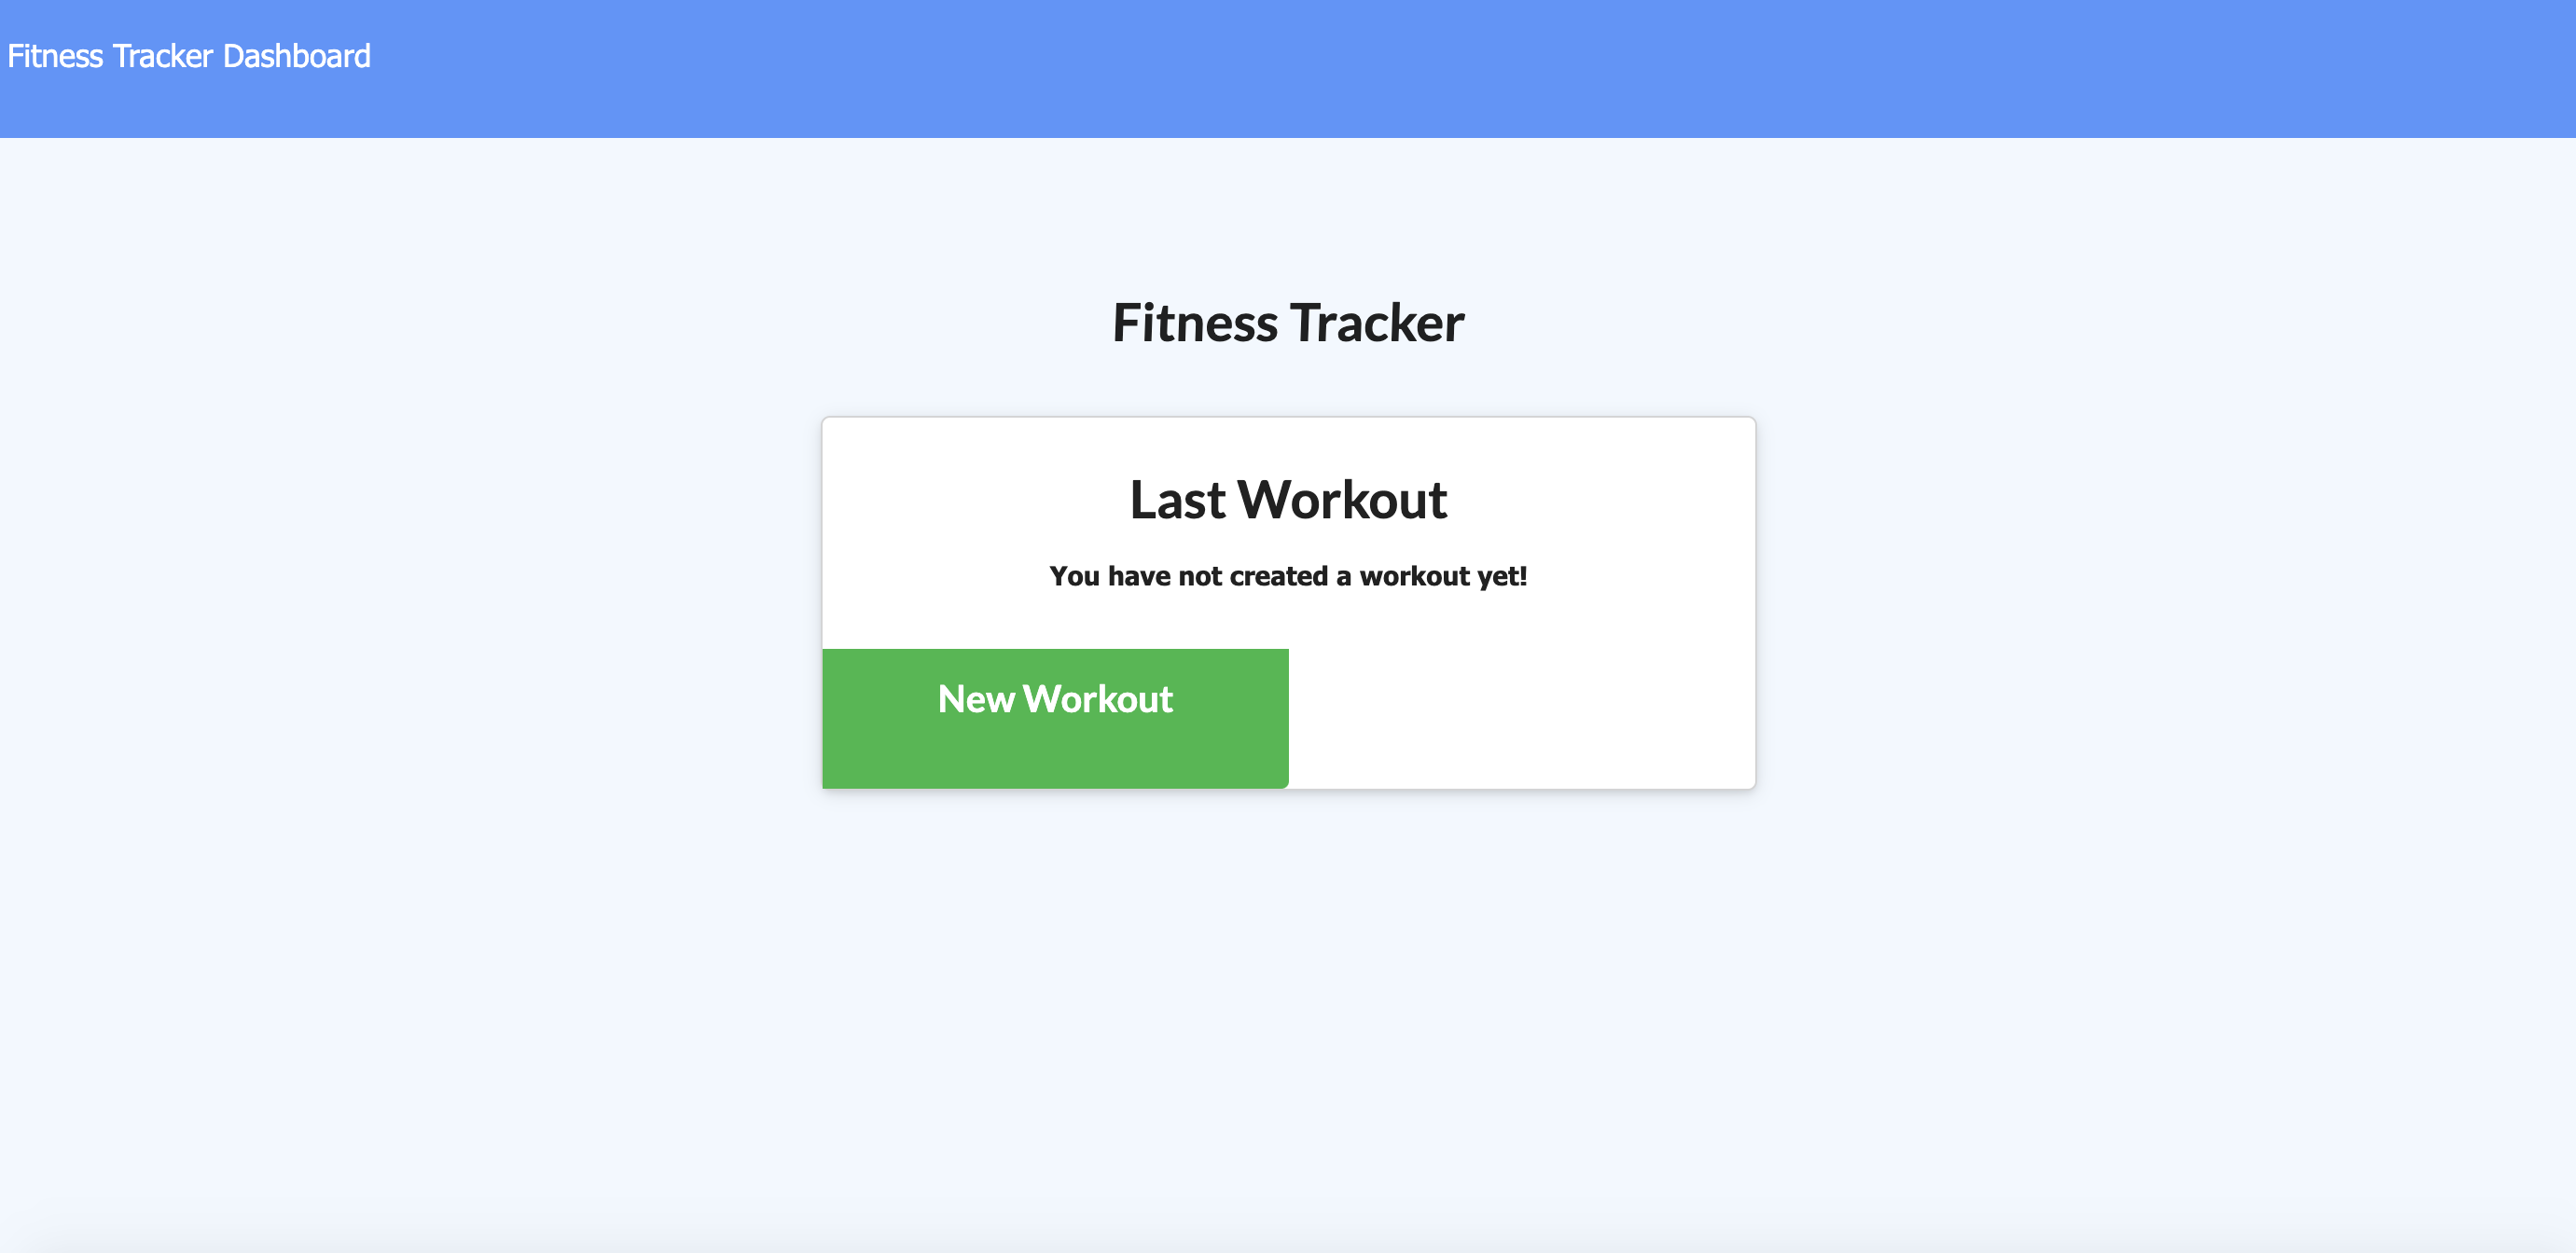 Fitness Tracker Dashboard
Fitness Tracker
Last Workout
You have not created a workout yet!
New Workout